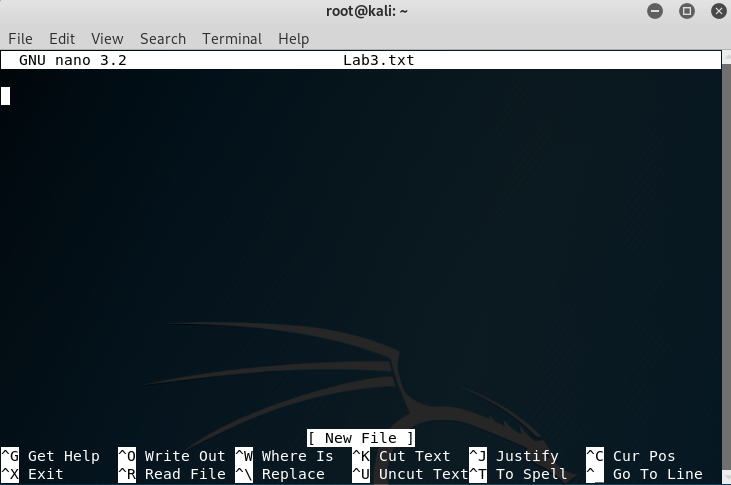 root@kali: ~
File Edit View Search Terminal Help
GNU nano 3.2 Lab3.txt
[ New File ]
^G Get Help ^O Write Out ^W Where Is ^K Cut Text ^J Justify ^C Cur Pos
^X Exit ^R Read File ^\ Replace ^U Uncut Text^T To Spell ^_ Go To Line